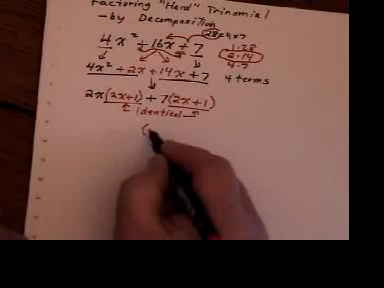 Factoring "Hard" Trinomial
- by Decomposition
28 = 4x7
4x² + 16x + 7
1·28
2·14
4·7
4x² + 2x + 14x + 7 4 terms
2x(2x+1) + 7(2x+1)
identical
(